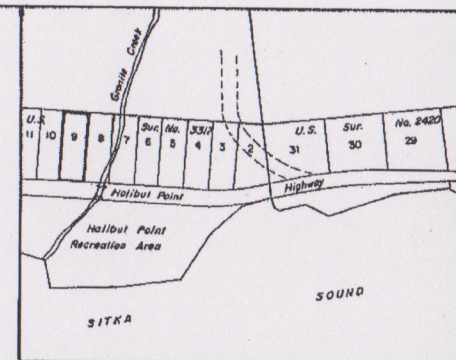 Granite Creek
U.S. Sur. No. 3317
11 10 9 8 7 6 5 4 3 2
U.S. Sur. No. 2420
31 30 29
Halibut Point Highway
Halibut Point
Recreation Area
SITKA SOUND